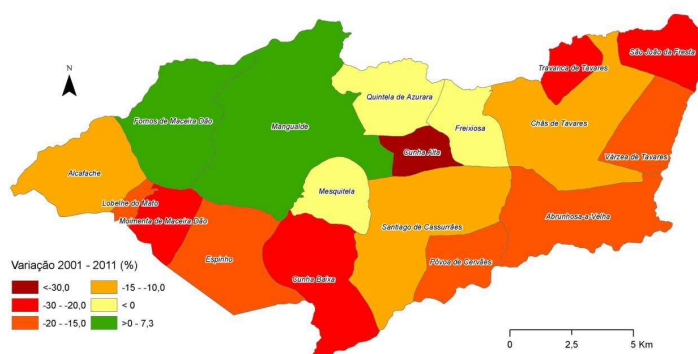 São João da Fresta
Travanca de Tavares
N
Quintela de Azurara
Fornos de Maceira Dão
Mangualde
Freixiosa
Chãs de Tavares
Cunha Alta
Várzea de Tavares
Alcafache
Mesquitela
Lobelhe do Mato
Abrunhosa-a-Velha
Moimenta de Maceira Dão
Santiago de Cassurrães
Espinho
Póvoa de Cervães
Cunha Baixa
Variação 2001 - 2011 (%)
<-30,0
-15 - -10,0
-30 - -20,0
< 0
-20 - -15,0
>0 - 7,3
0 2,5 5 Km